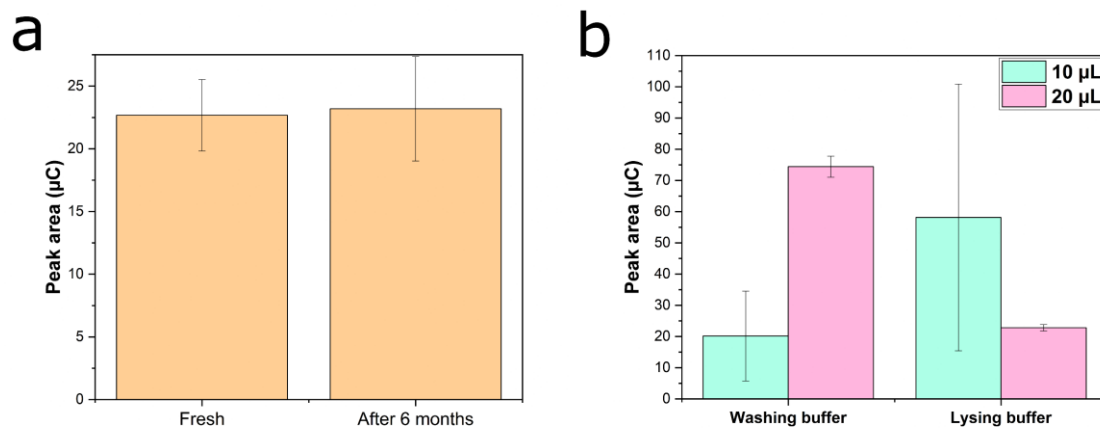 a
Peak area (µC)
25
20
15
10
5
0
Fresh
After 6 months
b
Peak area (µC)
110
100
90
80
70
60
50
40
30
20
10
0
10 µL
20 µL
Washing buffer
Lysing buffer